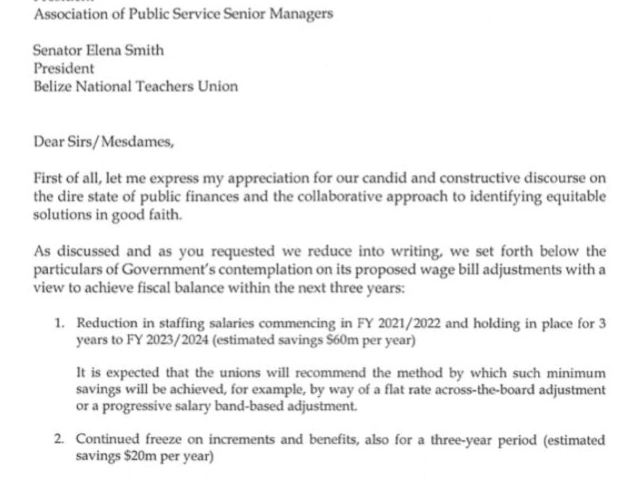 Association of Public Service Senior Managers
Senator Elena Smith
President
Belize National Teachers Union
Dear Sirs/Mesdames,
First of all, let me express my appreciation for our candid and constructive discourse on
the dire state of public finances and the collaborative approach to identifying equitable
solutions in good faith.
As discussed and as you requested we reduce into writing, we set forth below the
particulars of Government's contemplation on its proposed wage bill adjustments with a
view to achieve fiscal balance within the next three years:
1. Reduction in staffing salaries commencing in FY 2021/2022 and holding in place for 3
years to FY 2023/2024 (estimated savings $60m per year)
It is expected that the unions will recommend the method by which such minimum
savings will be achieved, for example, by way of a flat rate across-the-board adjustment
or a progressive salary band-based adjustment.
2. Continued freeze on increments and benefits, also for a three-year period (estimated
savings $20m per year)